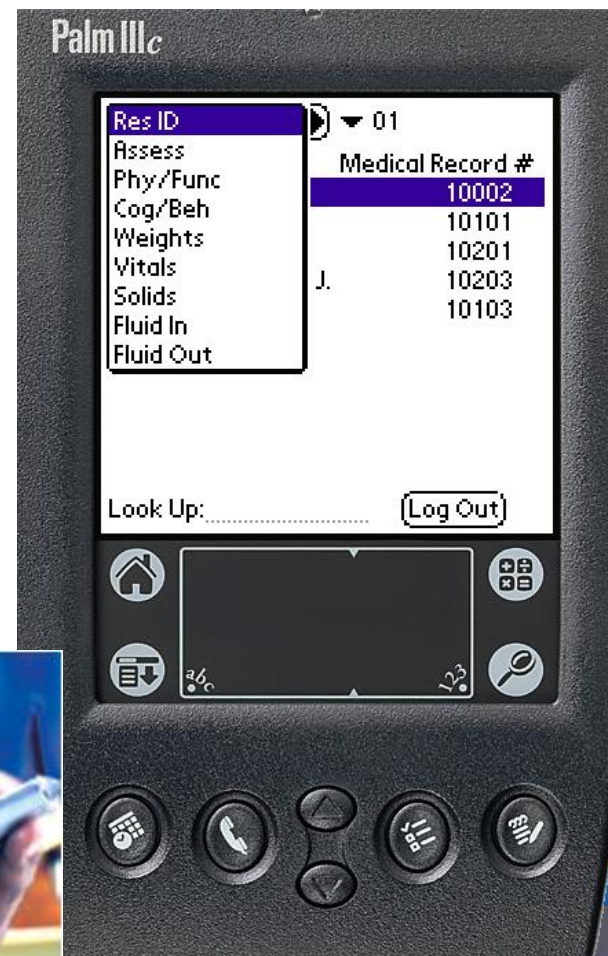 Palm IIIc
Res ID
Assess
Phy/Func
Cog/Beh
Weights
Vitals
Solids
Fluid In
Fluid Out
01
Medical Record #
10002
10101
10201
J. 10203
10103
Look Up:
Log Out
abc
123